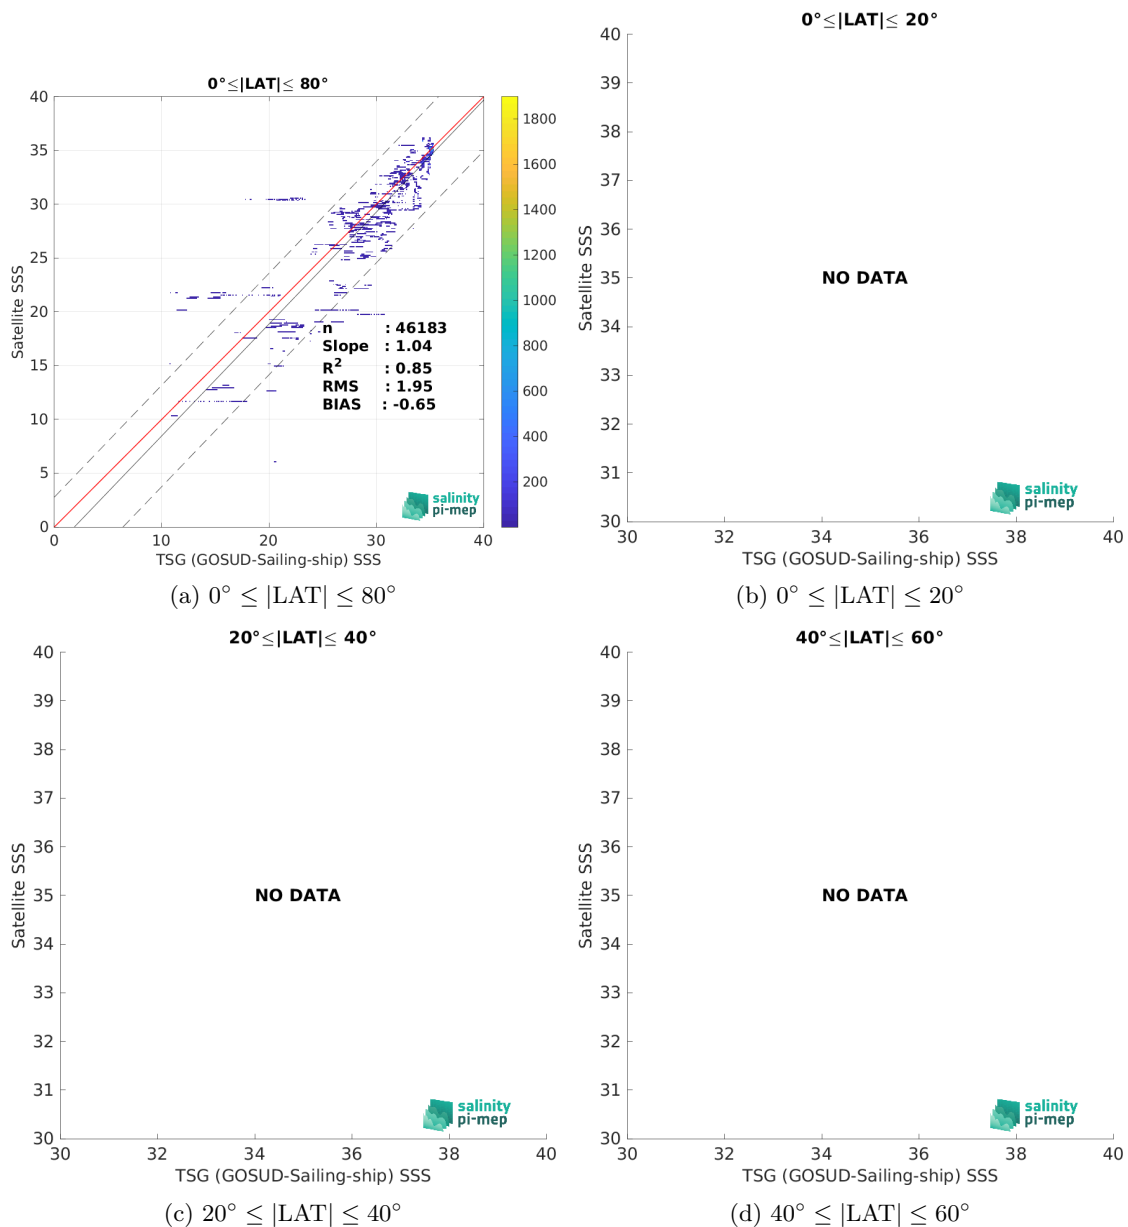 0°≤|LAT|≤ 80°
40
35
30
25
20
15
10
5
0
0
10
20
30
40
Satellite SSS
TSG (GOSUD-Sailing-ship) SSS
n : 46183
Slope : 1.04
R² : 0.85
RMS : 1.95
BIAS : -0.65
salinity
pi-mep
1800
1600
1400
1200
1000
800
600
400
200
(a) 0° ≤ |LAT| ≤ 80°
0°≤|LAT|≤ 20°
40
39
38
37
36
35
34
33
32
31
30
30
32
34
36
38
40
Satellite SSS
NO DATA
salinity
pi-mep
TSG (GOSUD-Sailing-ship) SSS
(b) 0° ≤ |LAT| ≤ 20°
20°≤|LAT|≤ 40°
40
39
38
37
36
35
34
33
32
31
30
30
32
34
36
38
40
Satellite SSS
NO DATA
salinity
pi-mep
TSG (GOSUD-Sailing-ship) SSS
(c) 20° ≤ |LAT| ≤ 40°
40°≤|LAT|≤ 60°
40
39
38
37
36
35
34
33
32
31
30
30
32
34
36
38
40
Satellite SSS
NO DATA
salinity
pi-mep
TSG (GOSUD-Sailing-ship) SSS
(d) 40° ≤ |LAT| ≤ 60°